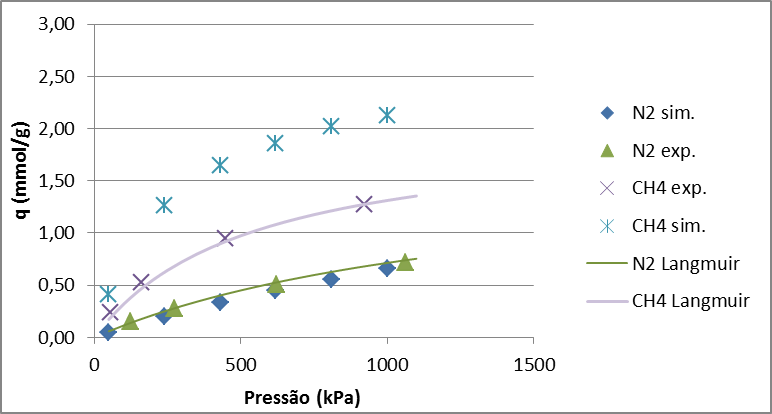 3,00
2,50
2,00
1,50
1,00
0,50
0,00
q (mmol/g)
0
500
1000
1500
Pressão (kPa)
N2 sim.
N2 exp.
CH4 exp.
CH4 sim.
N2 Langmuir
CH4 Langmuir